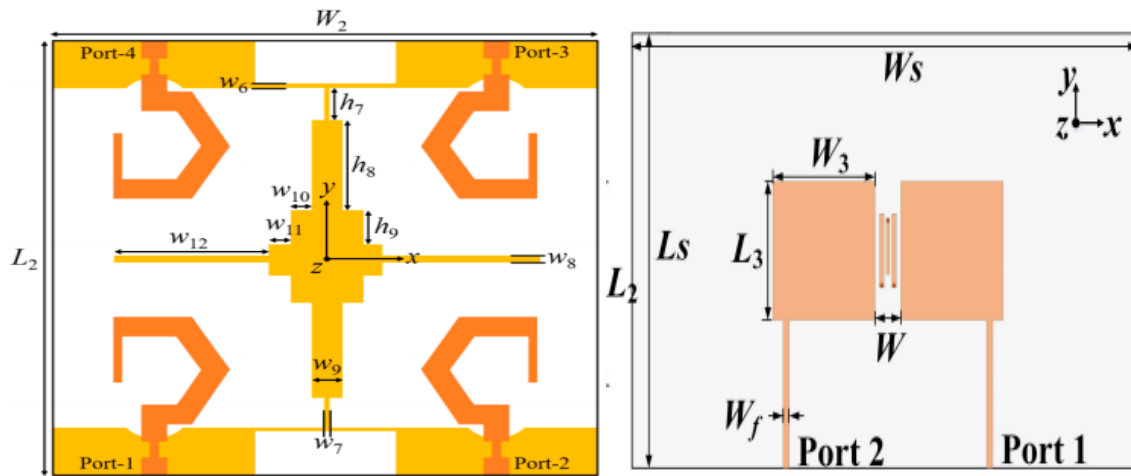 W2
Port-4
Port-3
w6
h7
h8
w10
y
h9
w11
w12
L2
z
x
w8
w9
w7
Port-1
Port-2
Ws
y
z
x
W3
Ls
L3
L2
W
Wf
Port 2
Port 1